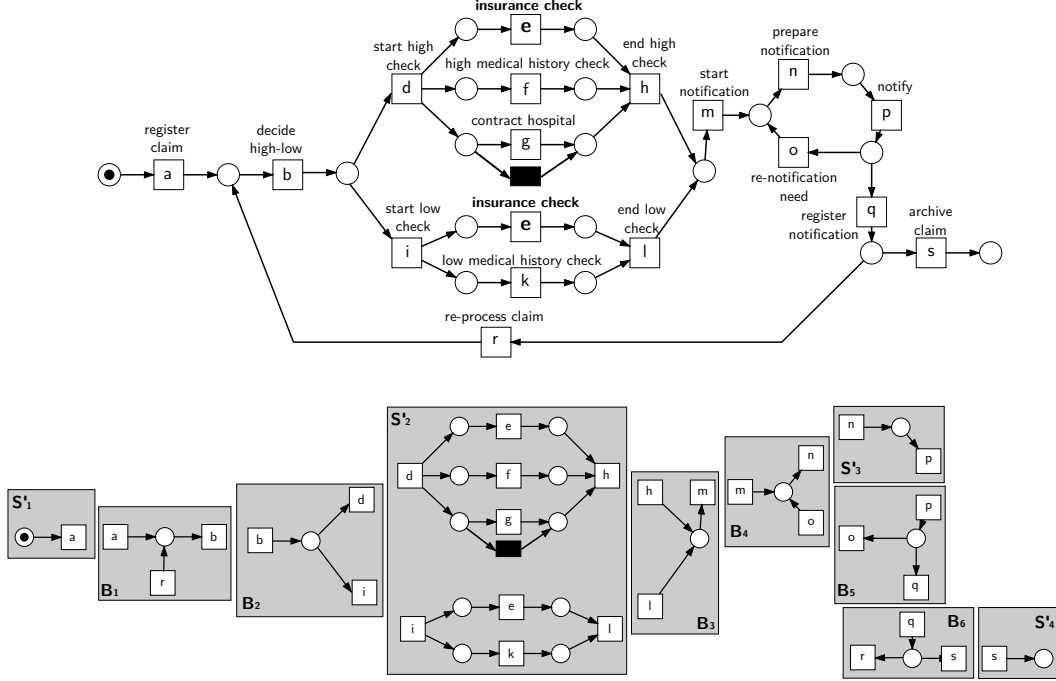 insurance check
e
prepare
notification
start high
check
end high
check
high medical history check
d
f
h
start
notification
n
notify
m
p
contract hospital
register
claim
decide
high-low
g
o
a
b
re-notification
need
insurance check
start low
check
end low
check
e
register
notification
q
archive
claim
i
l
s
low medical history check
k
re-process claim
r
S'2
e
d
f
h
g
i
e
l
k
S'1
a
B1
a
b
r
B2
b
d
i
h
m
l
B3
B4
m
n
o
n
p
S'3
p
o
q
B5
q
B6
r
s
S'4
s